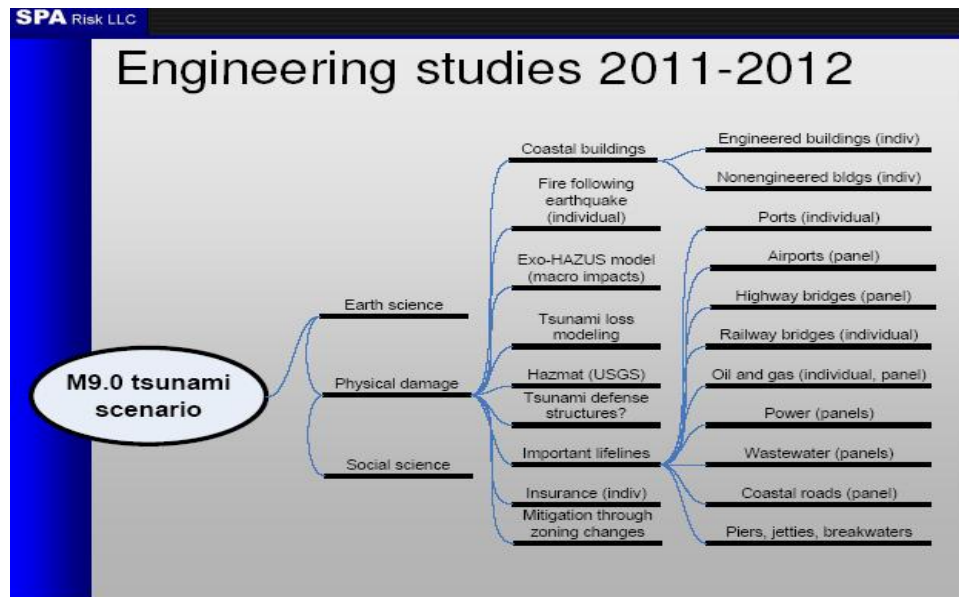 SPA Risk LLC
Engineering studies 2011-2012
M9.0 tsunami
scenario
Earth science
Physical damage
Social science
Coastal buildings
Fire following
earthquake
(individual)
Exo-HAZUS model
(macro impacts)
Tsunami loss
modeling
Hazmat (USGS)
Tsunami defense
structures?
Important lifelines
Insurance (indiv)
Mitigation through
zoning changes
Engineered buildings (indiv)
Nonengineered bldgs (indiv)
Ports (individual)
Airports (panel)
Highway bridges (panel)
Railway bridges (individual)
Oil and gas (individual, panel)
Power (panels)
Wastewater (panels)
Coastal roads (panel)
Piers, jetties, breakwaters